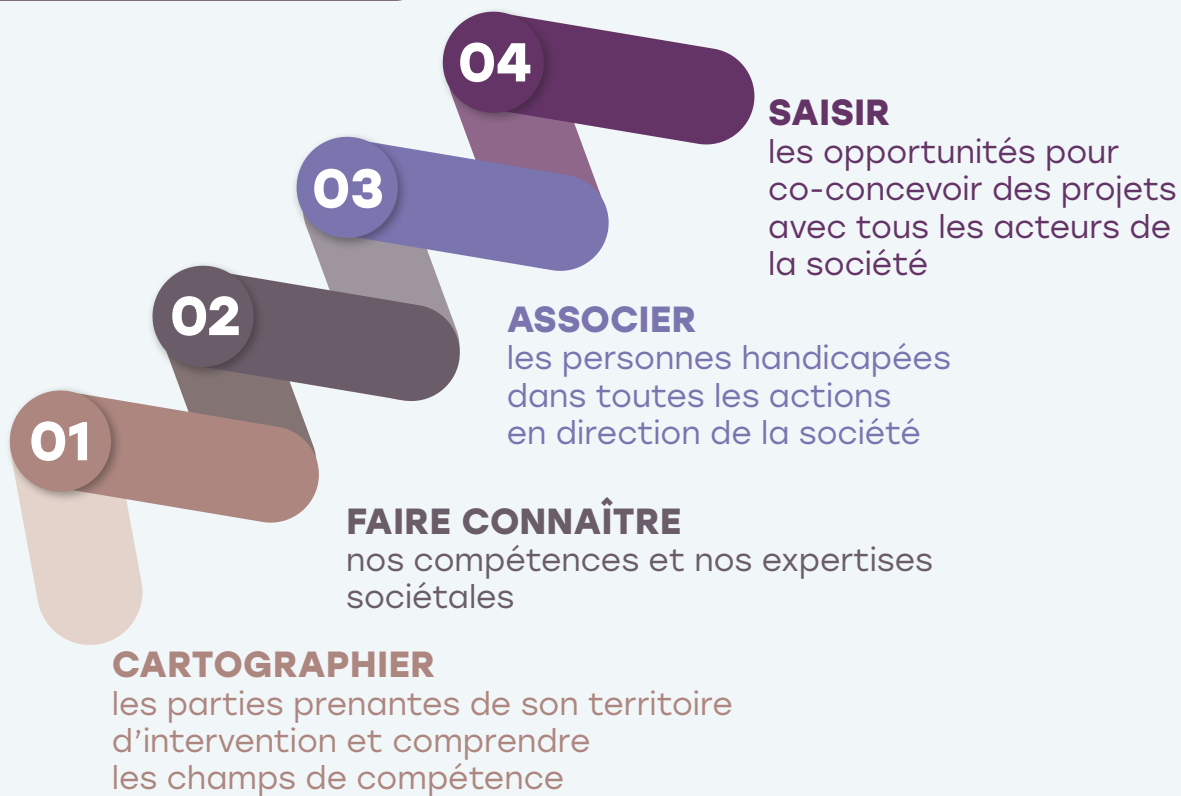 04
SAISIR
les opportunités pour
co-concevoir des projets
avec tous les acteurs de
la société
03
ASSOCIER
les personnes handicapées
dans toutes les actions
en direction de la société
02
FAIRE CONNAÎTRE
nos compétences et nos expertises
sociétales
01
CARTOGRAPHIER
les parties prenantes de son territoire
d’intervention et comprendre
les champs de compétence